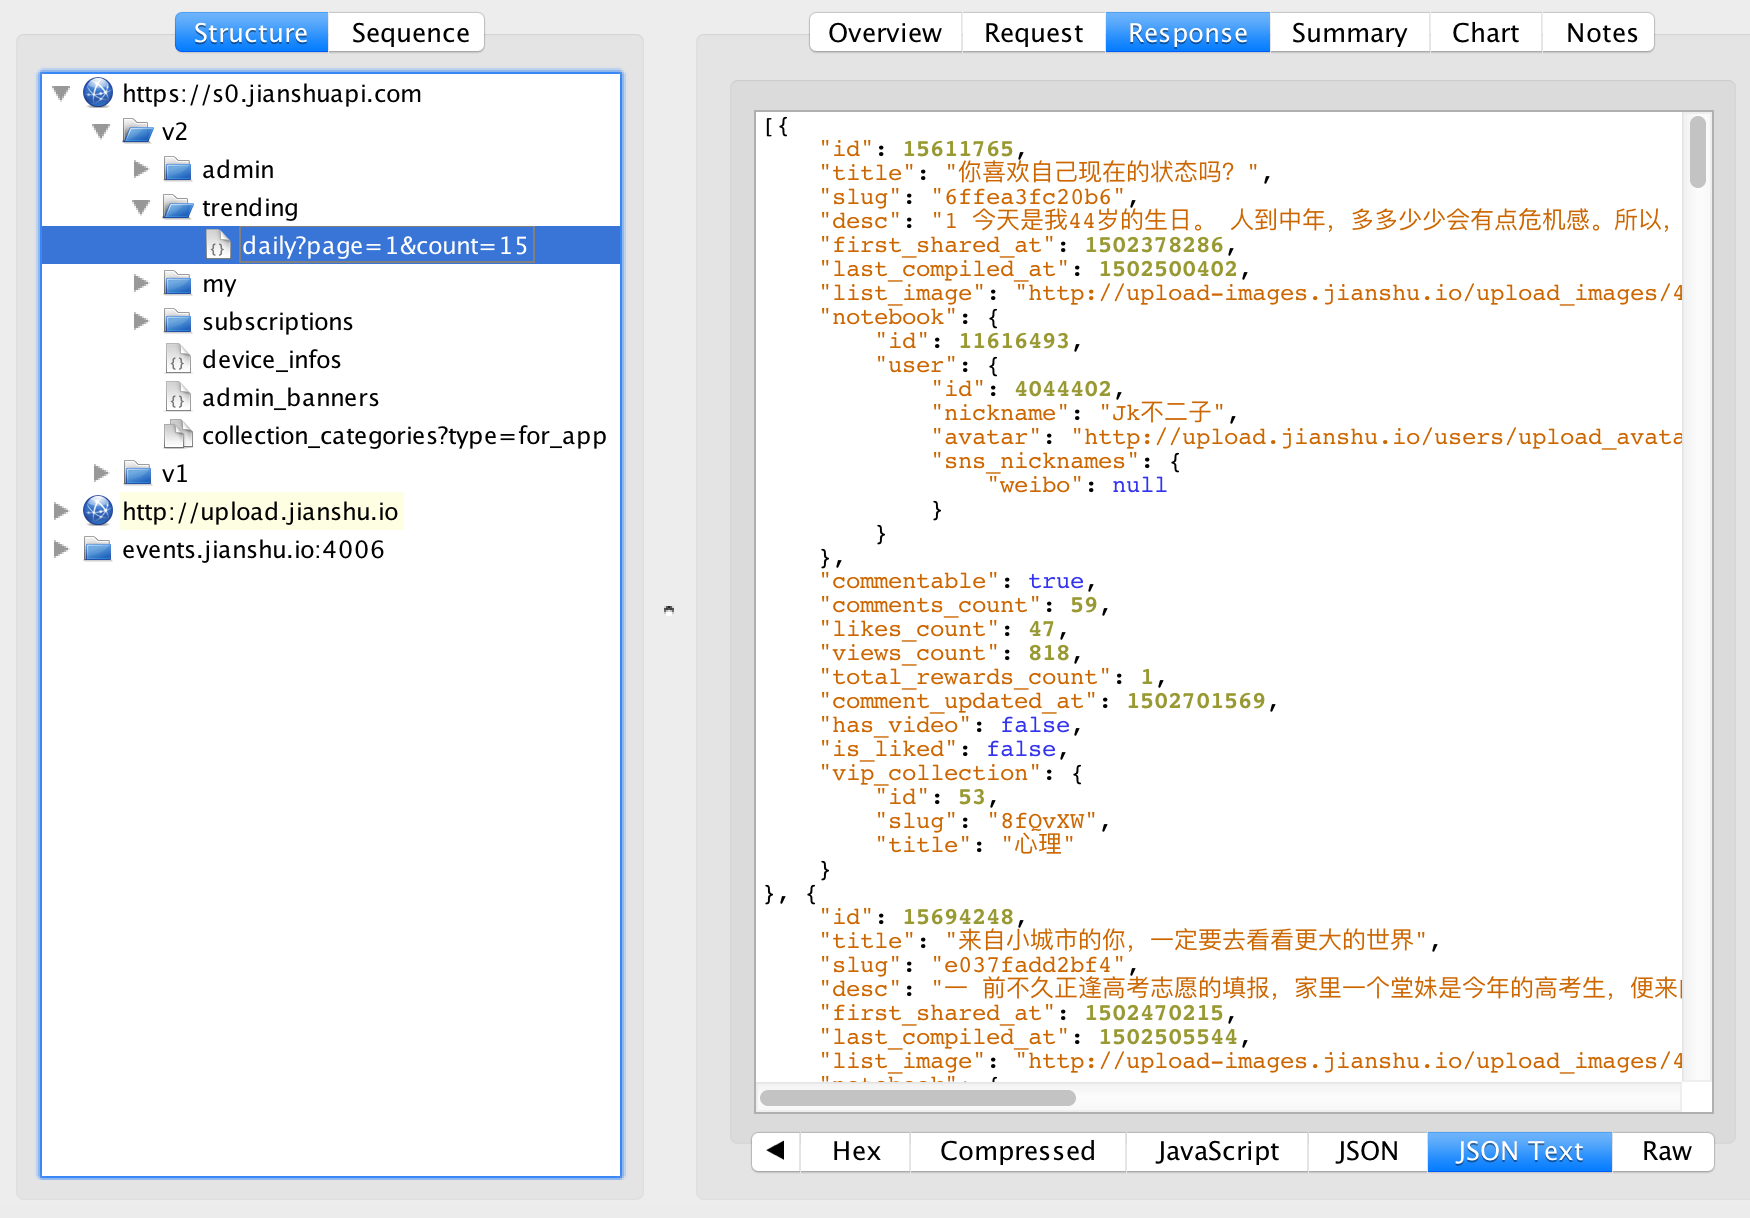 Structure
Sequence
https://s0.jianshuapi.com
v2
admin
trending
daily?page=1&count=15
my
subscriptions
device_infos
admin_banners
collection_categories?type=for_app
v1
http://upload.jianshu.io
events.jianshu.io:4006
Overview
Request
Response
Summary
Chart
Notes
[{
"id": 15611765,
"title": "你喜欢自己现在的状态吗？",
"slug": "6ffea3fc20b6",
"desc": "1 今天是我44岁的生日。 人到中年，多多少少会有点危机感。所以，
"first_shared_at": 1502378286,
"last_compiled_at": 1502500402,
"list_image": "http://upload-images.jianshu.io/upload_images/4
"notebook": {
"id": 11616493,
"user": {
"id": 4044402,
"nickname": "Jk不二子",
"avatar": "http://upload.jianshu.io/users/upload_avata
"sns_nicknames": {
"weibo": null
}
}
},
"commentable": true,
"comments_count": 59,
"likes_count": 47,
"views_count": 818,
"total_rewards_count": 1,
"comment_updated_at": 1502701569,
"has_video": false,
"is_liked": false,
"vip_collection": {
"id": 53,
"slug": "8fQvXW",
"title": "心理"
}
}, {
"id": 15694248,
"title": "来自小城市的你，一定要去看看更大的世界",
"slug": "e037fadd2bf4",
"desc": "一 前不久正逢高考志愿的填报，家里一个堂妹是今年的高考生，便来
"first_shared_at": 1502470215,
"last_compiled_at": 1502505544,
"list_image": "http://upload-images.jianshu.io/upload_images/4
"notebook": {
Hex
Compressed
JavaScript
JSON
JSON Text
Raw